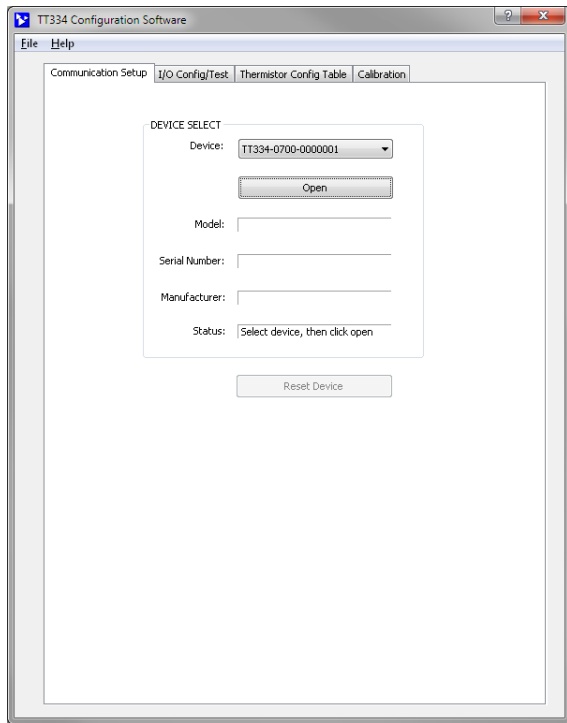 TT334 Configuration Software
File Help
Communication Setup I/O Config/Test Thermistor Config Table Calibration
DEVICE SELECT
Device: TT334-0700-0000001
Open
Model:
Serial Number:
Manufacturer:
Status: Select device, then click open
Reset Device